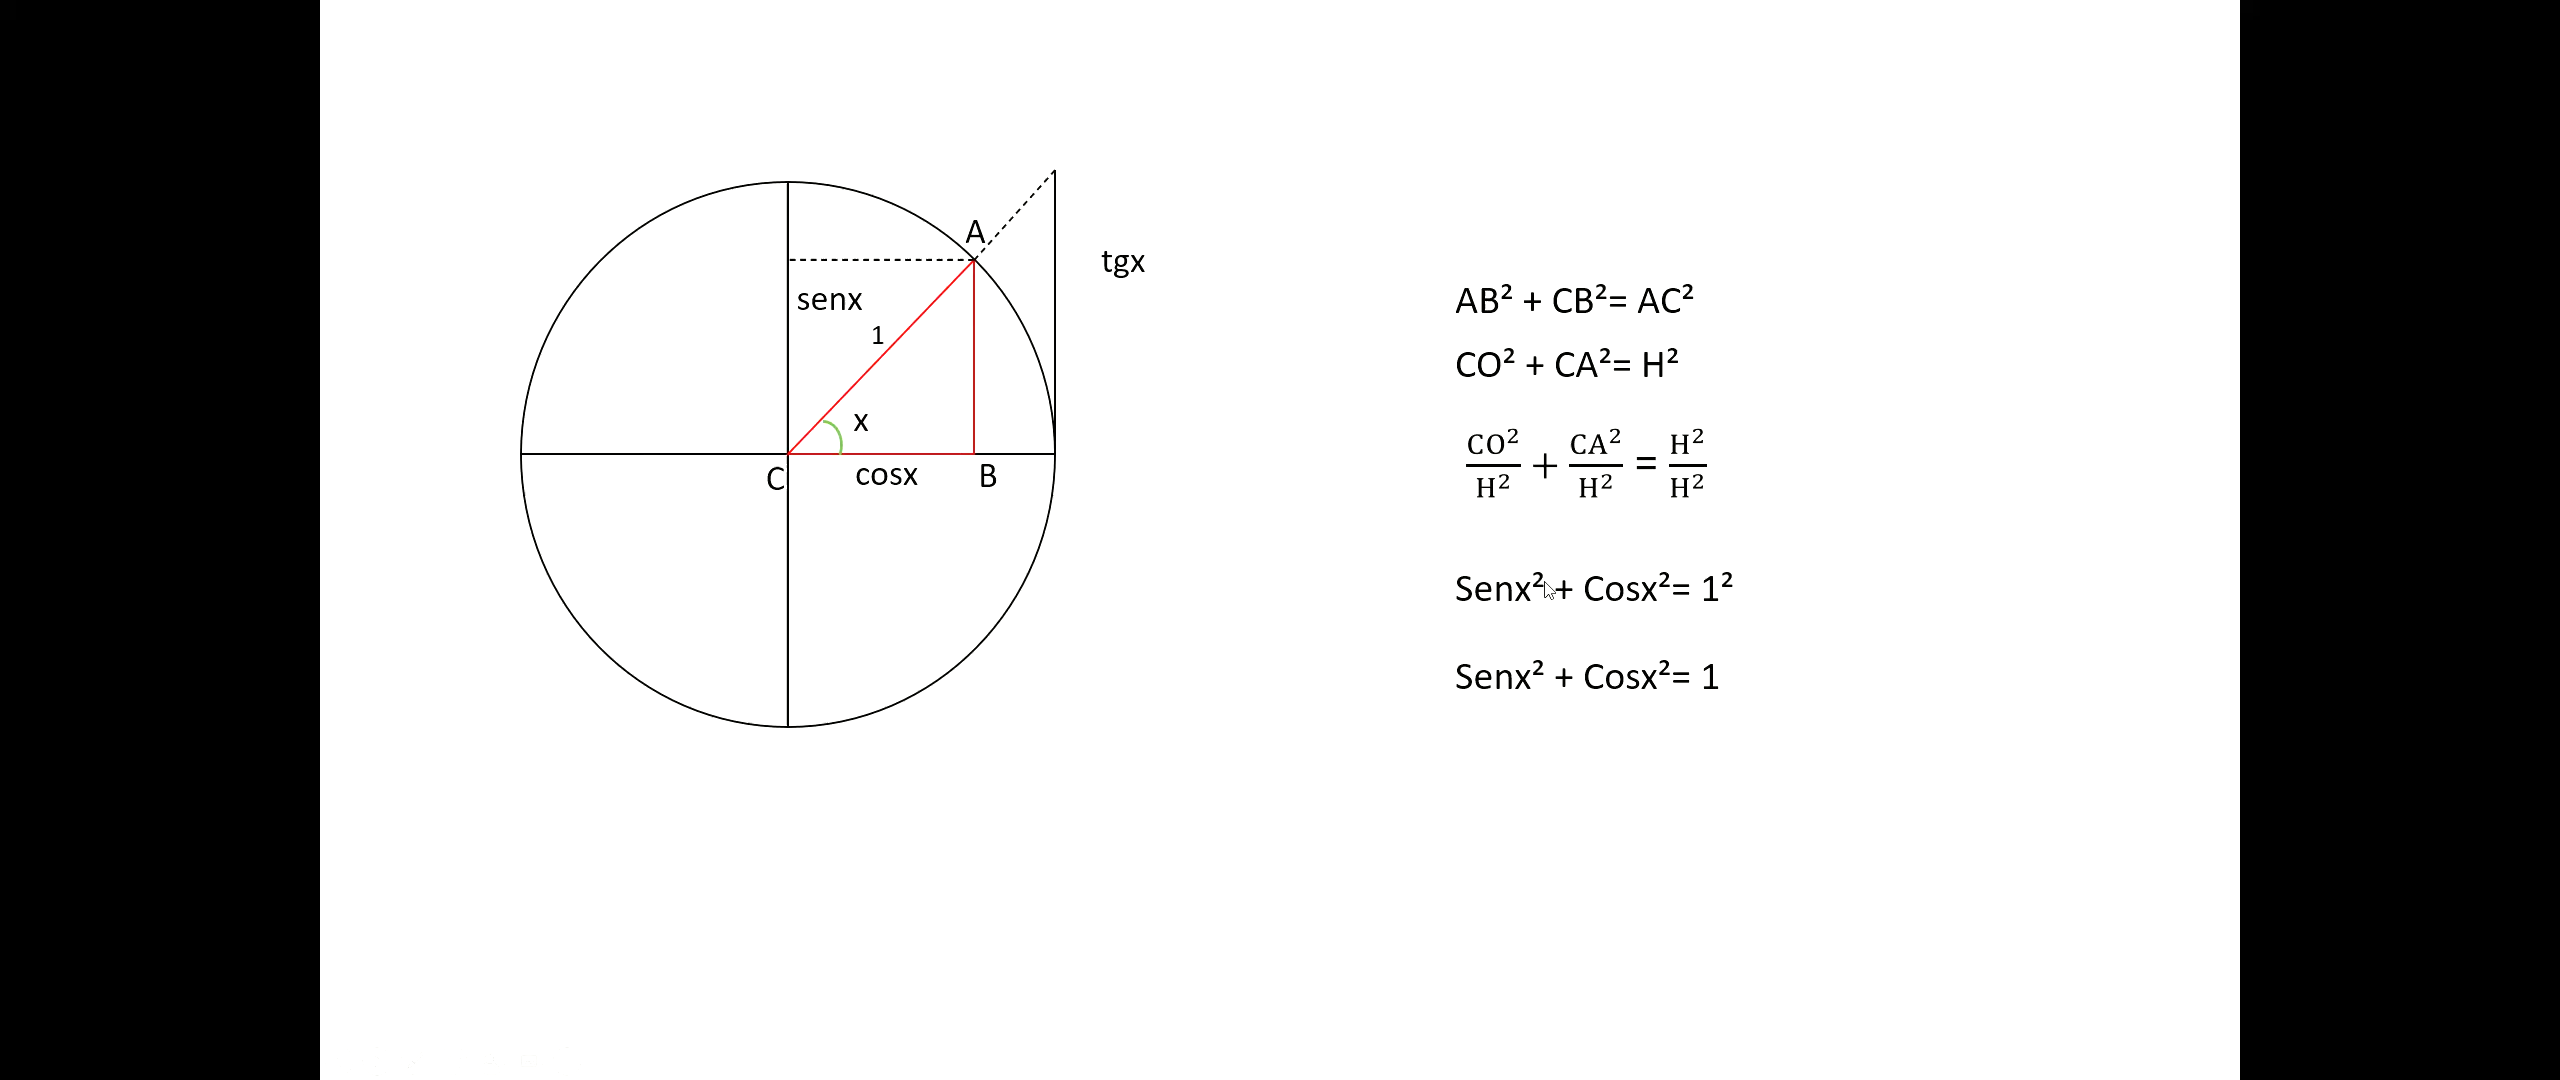 A
tgx
senx
1
x
C
cosx
B
AB² + CB²= AC²
CO² + CA²= H²
CO²/H² + CA²/H² = H²/H²
Senx² + Cosx²= 1²
Senx² + Cosx²= 1